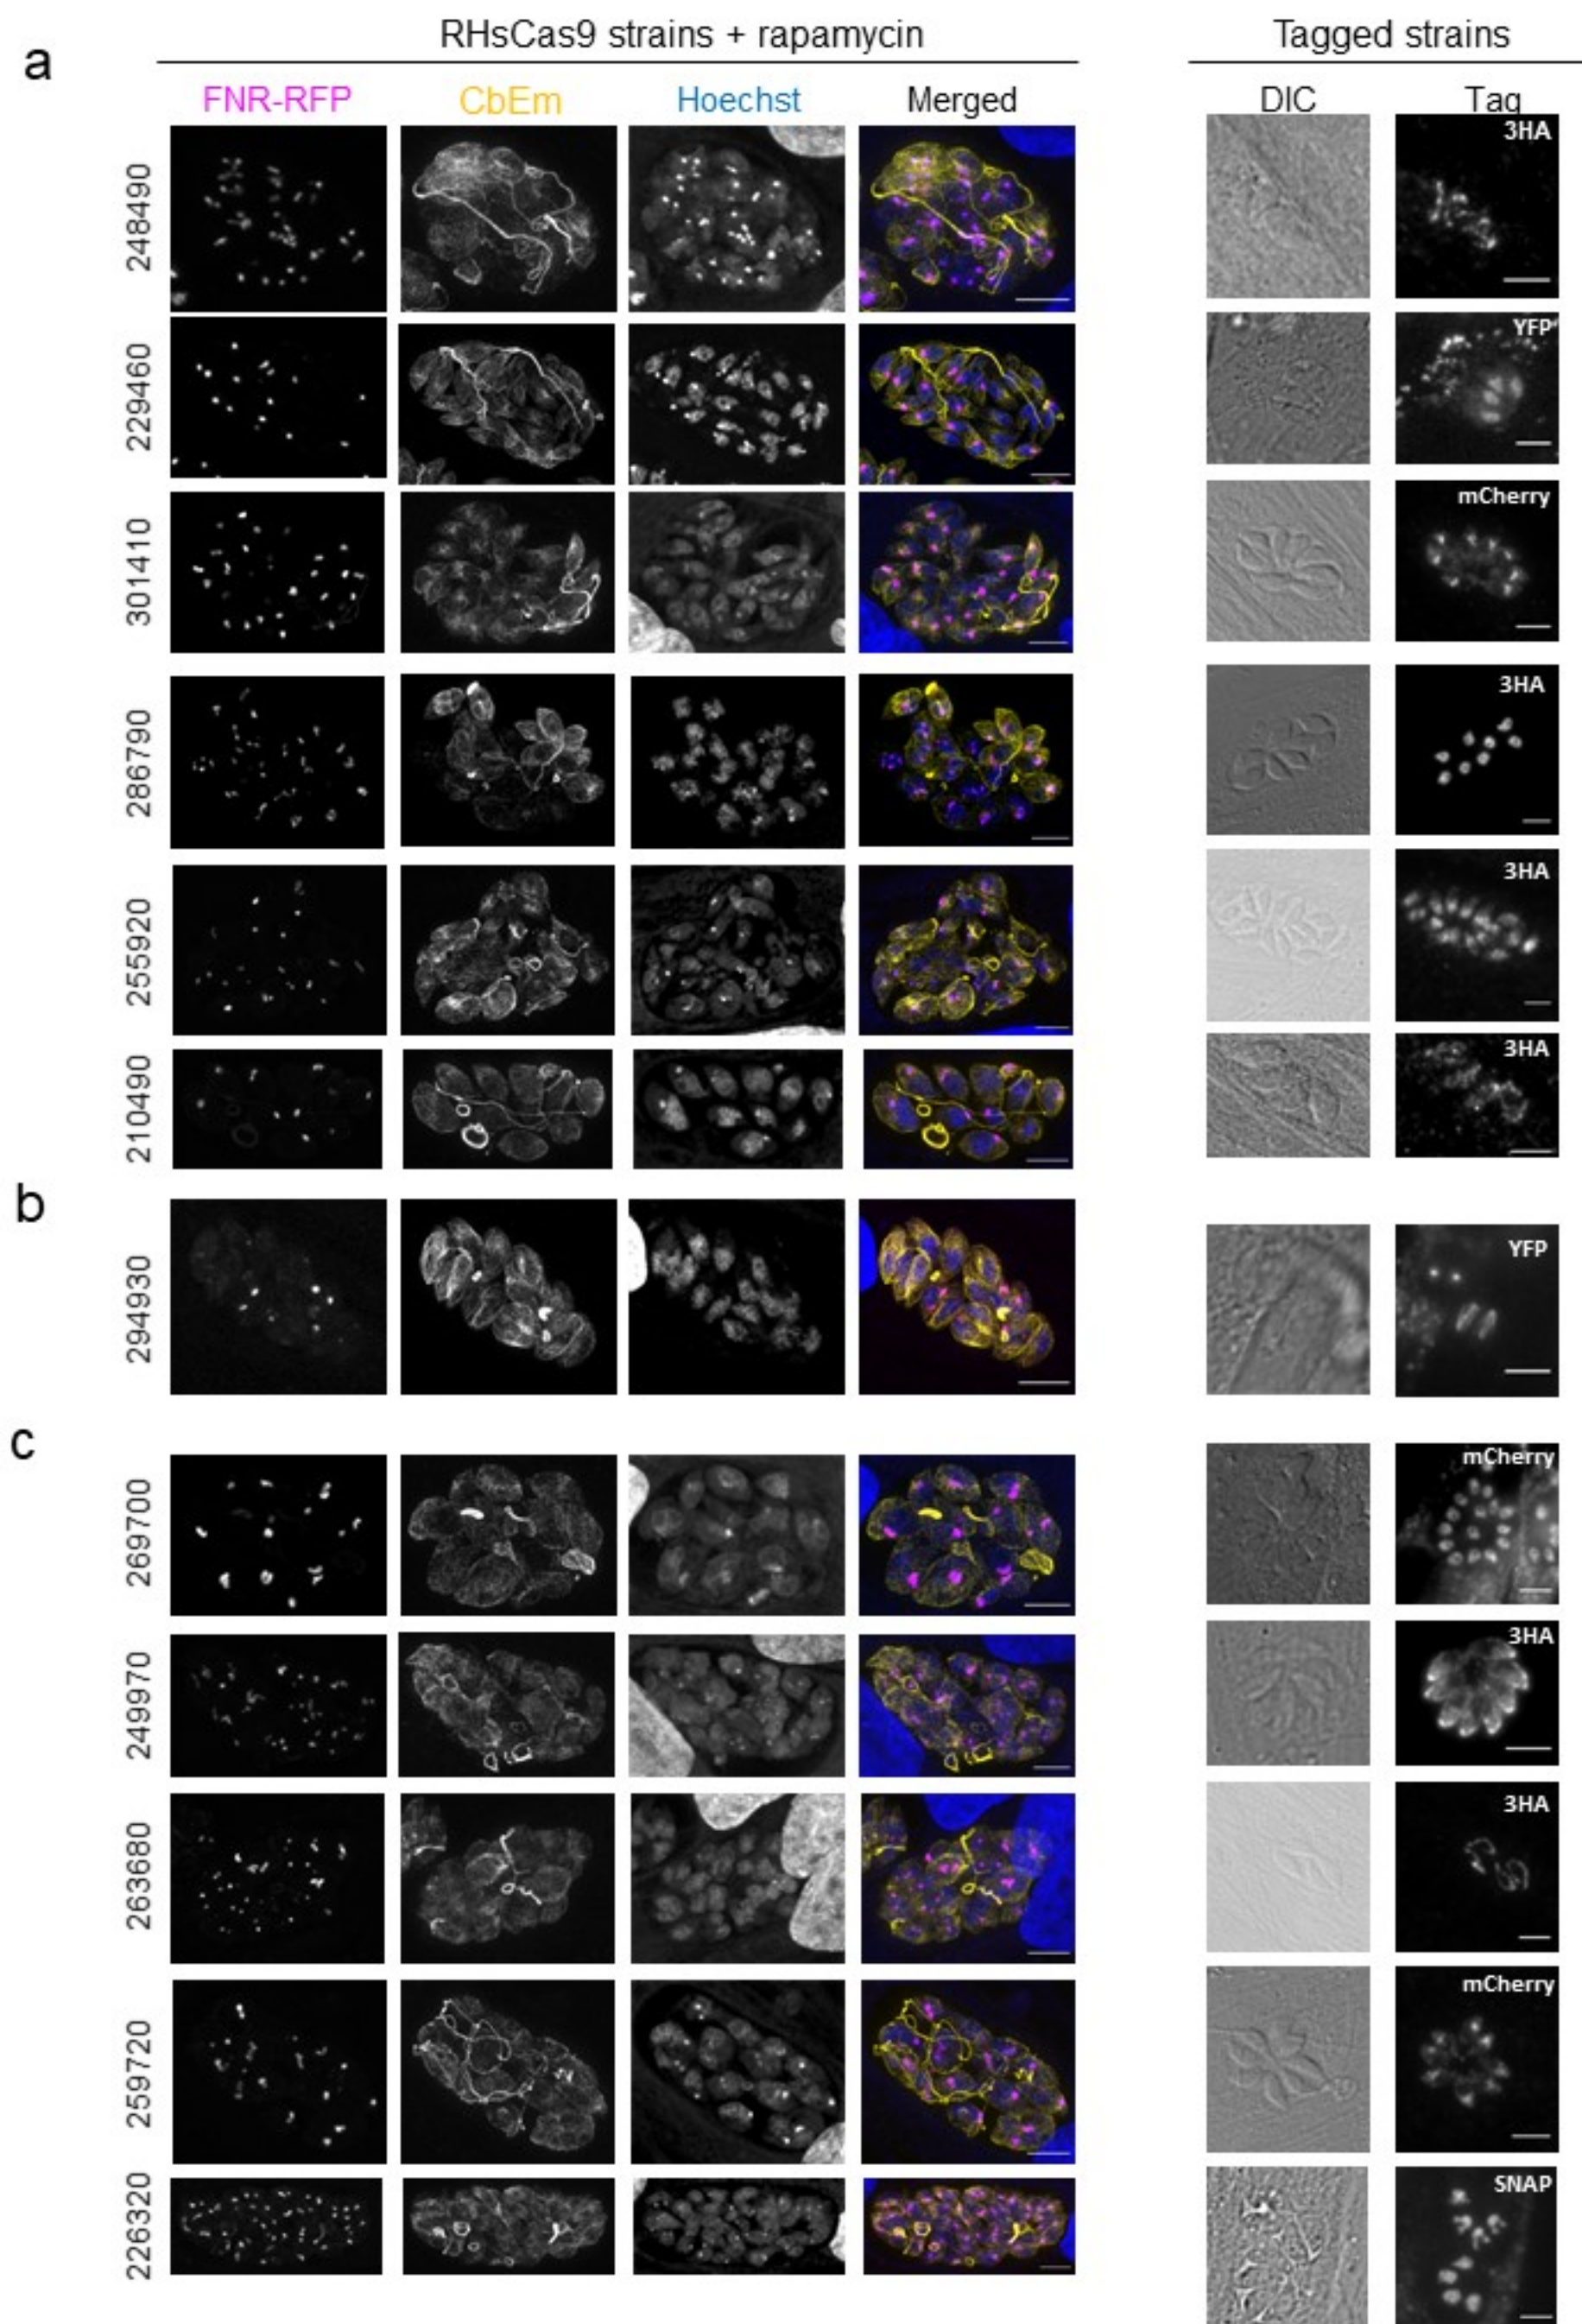 RHsCas9 strains + rapamycin
Tagged strains
a
FNR-RFP CbEm Hoechst Merged DIC Tag
248490 3HA
229460 YFP
301410 mCherry
286790 3HA
255920 3HA
210490 3HA
b
294930 YFP
c
269700 mCherry
249970 3HA
263680 3HA
259720 mCherry
226320 SNAP